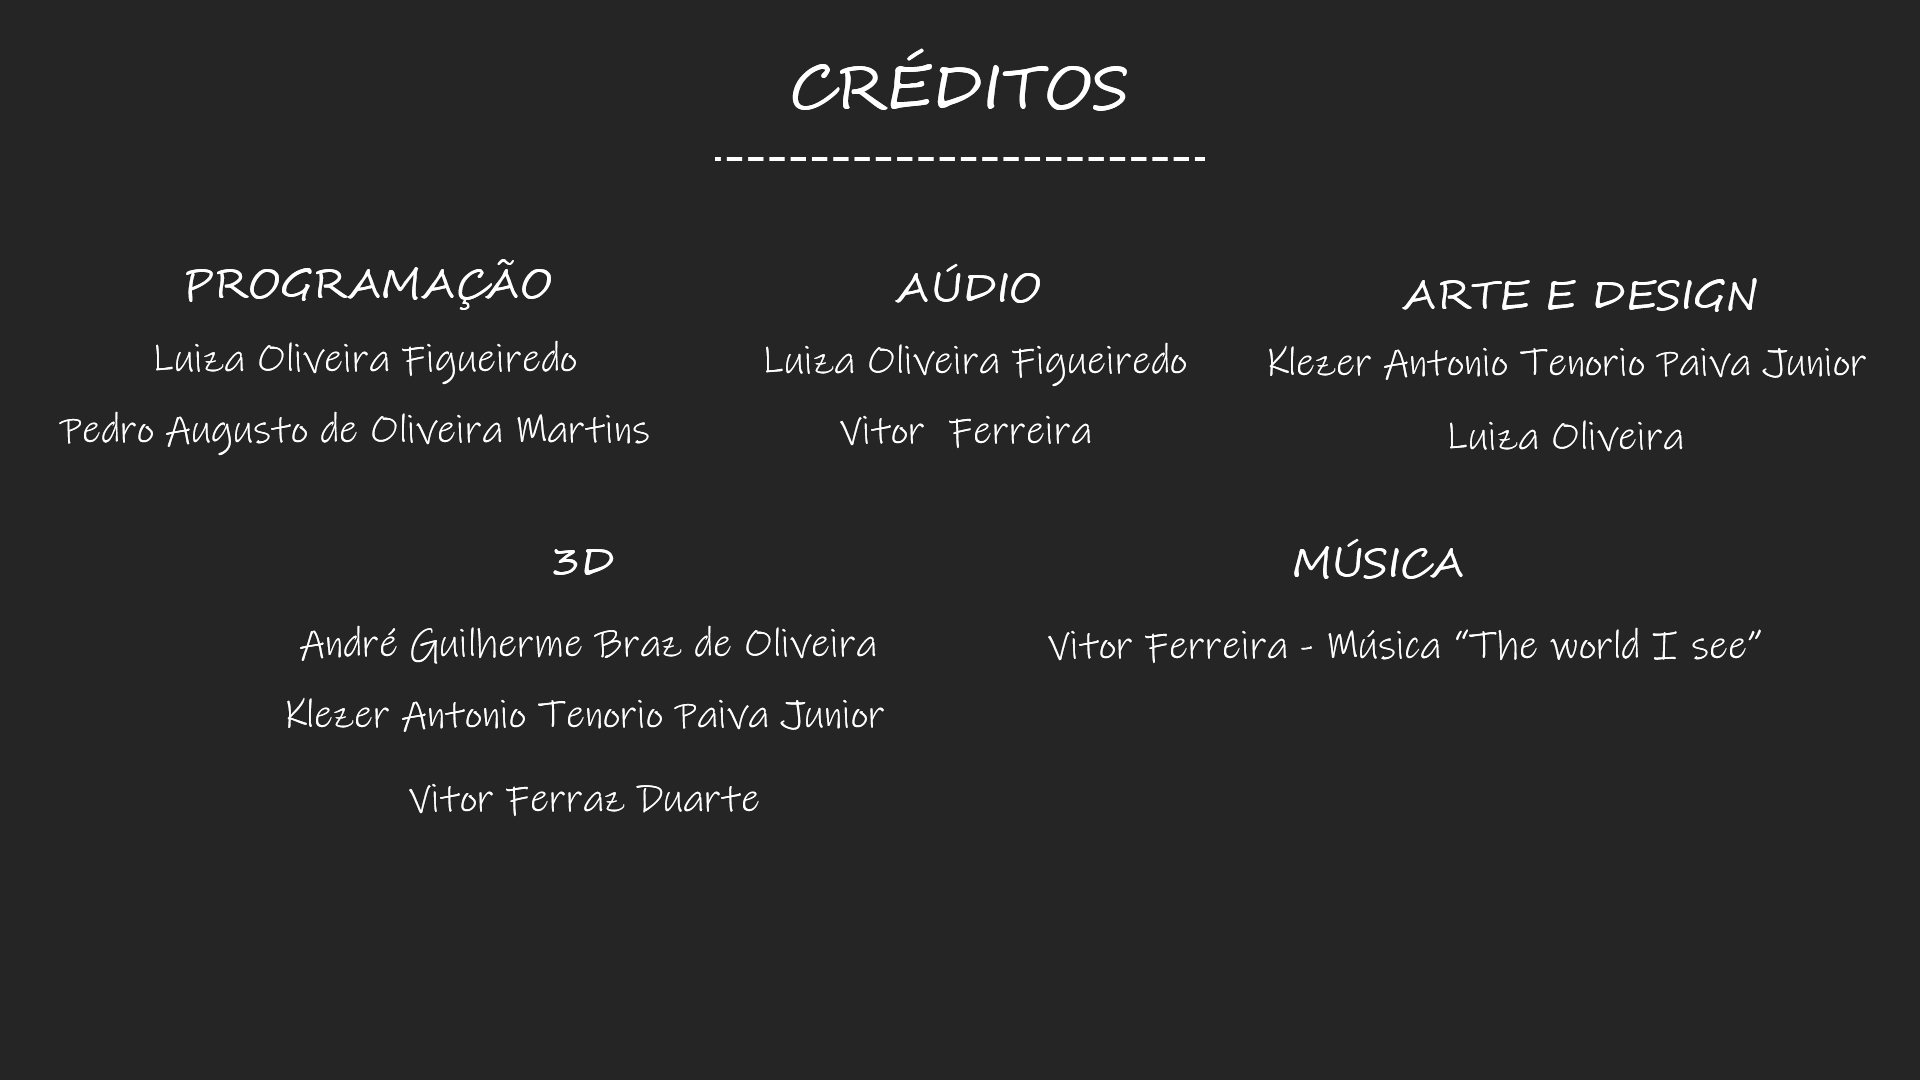 CRÉDITOS
PROGRAMAÇÃO
Luiza Oliveira Figueiredo
Pedro Augusto de Oliveira Martins
AÚDIO
Luiza Oliveira Figueiredo
Vitor  Ferreira
ARTE E DESIGN
Klezer Antonio Tenorio Paiva Junior
Luiza Oliveira
3D
André Guilherme Braz de Oliveira
Klezer Antonio Tenorio Paiva Junior
Vitor Ferraz Duarte
MÚSICA
Vitor Ferreira - Música “The world I see”